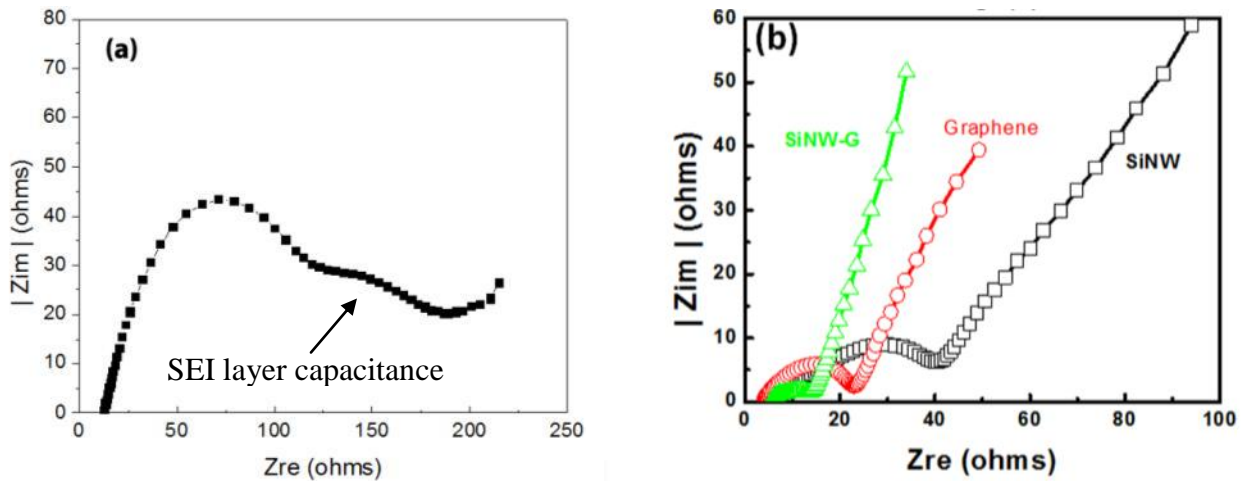 (a)
80
70
60
50
40
30
20
10
0
| Zim | (ohms)
SEI layer capacitance
0 50 100 150 200 250
Zre (ohms)
(b)
60
50
40
30
20
10
0
| Zim | (ohms)
SiNW-G
Graphene
SiNW
0 20 40 60 80 100
Zre (ohms)